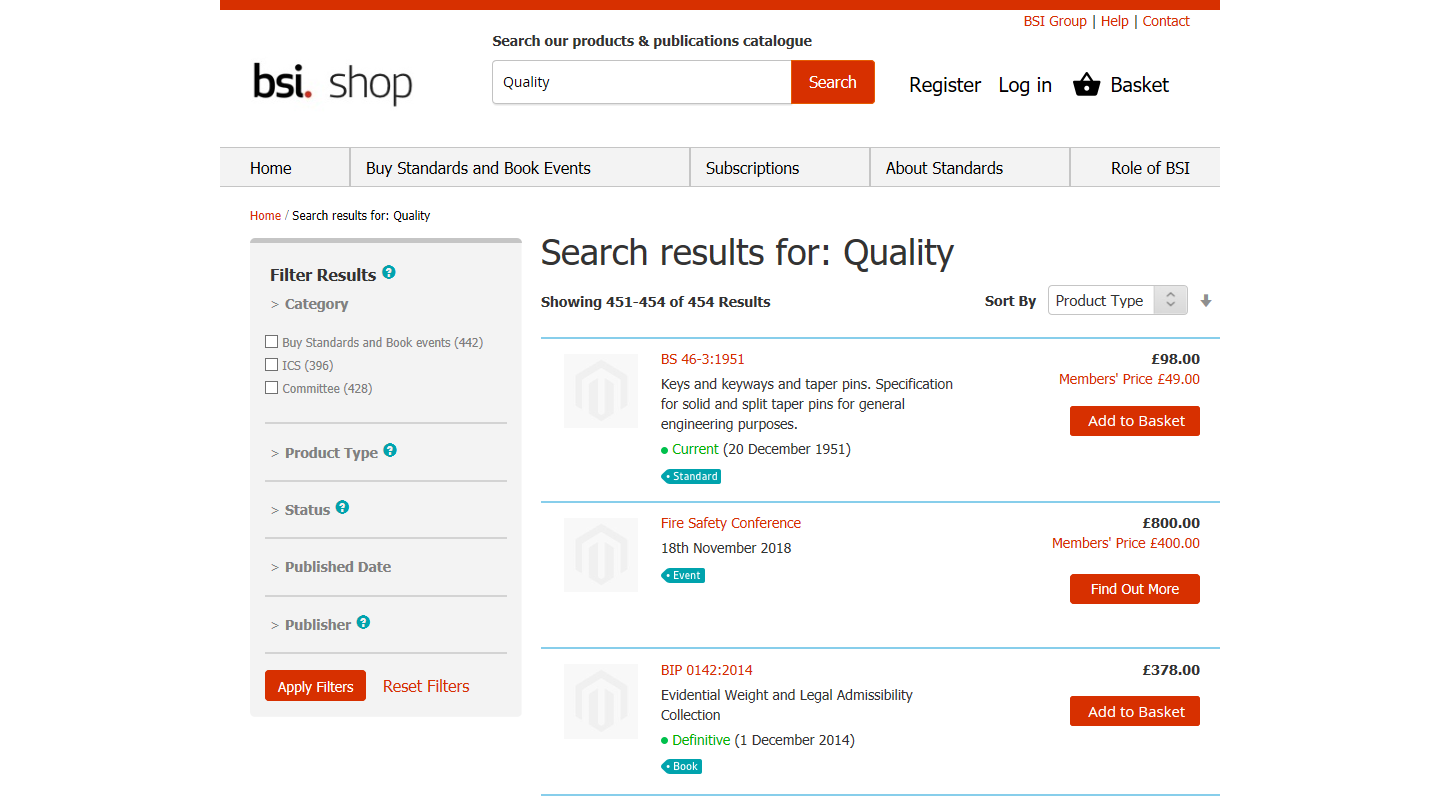 BSI Group | Help | Contact
Search our products & publications catalogue
bsi. shop
Quality
Search
Register
Log in
Basket
Home
Buy Standards and Book Events
Subscriptions
About Standards
Role of BSI
Home / Search results for: Quality
Filter Results ?
> Category
Buy Standards and Book events (442)
ICS (396)
Committee (428)
> Product Type ?
> Status ?
> Published Date
> Publisher ?
Apply Filters
Reset Filters
Search results for: Quality
Showing 451-454 of 454 Results
Sort By
Product Type
BS 46-3:1951
Keys and keyways and taper pins. Specification
for solid and split taper pins for general
engineering purposes.
Current (20 December 1951)
Standard
£98.00
Members' Price £49.00
Add to Basket
Fire Safety Conference
18th November 2018
Event
£800.00
Members' Price £400.00
Find Out More
BIP 0142:2014
Evidential Weight and Legal Admissibility
Collection
Definitive (1 December 2014)
Book
£378.00
Add to Basket